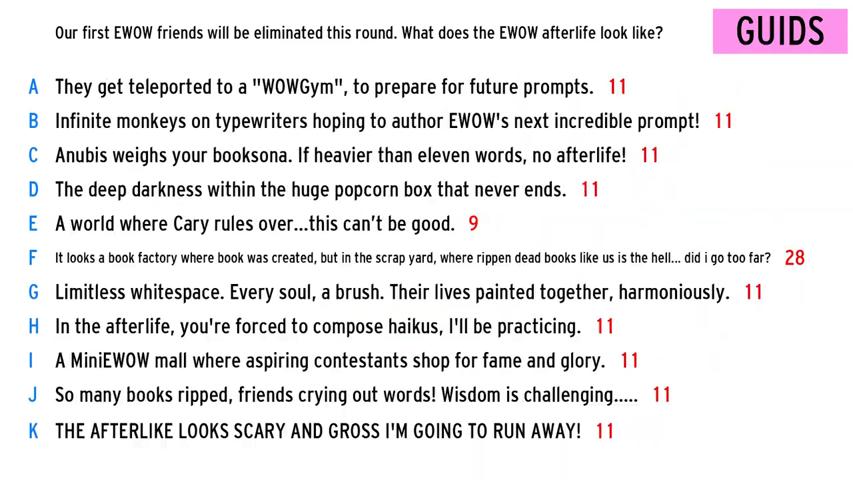 Our first EWOW friends will be eliminated this round. What does the EWOW afterlife look like?
GUIDS
A They get teleported to a "WOWGym", to prepare for future prompts. 11
B Infinite monkeys on typewriters hoping to author EWOW's next incredible prompt! 11
C Anubis weighs your booksona. If heavier than eleven words, no afterlife! 11
D The deep darkness within the huge popcorn box that never ends. 11
E A world where Cary rules over...this can't be good. 9
F It looks a book factory where book was created, but in the scrap yard, where rippen dead books like us is the hell... did i go too far? 28
G Limitless whitespace. Every soul, a brush. Their lives painted together, harmoniously. 11
H In the afterlife, you're forced to compose haikus, I'll be practicing. 11
I A MiniEWOW mall where aspiring contestants shop for fame and glory. 11
J So many books ripped, friends crying out words! Wisdom is challenging..... 11
K THE AFTERLIKE LOOKS SCARY AND GROSS I'M GOING TO RUN AWAY! 11